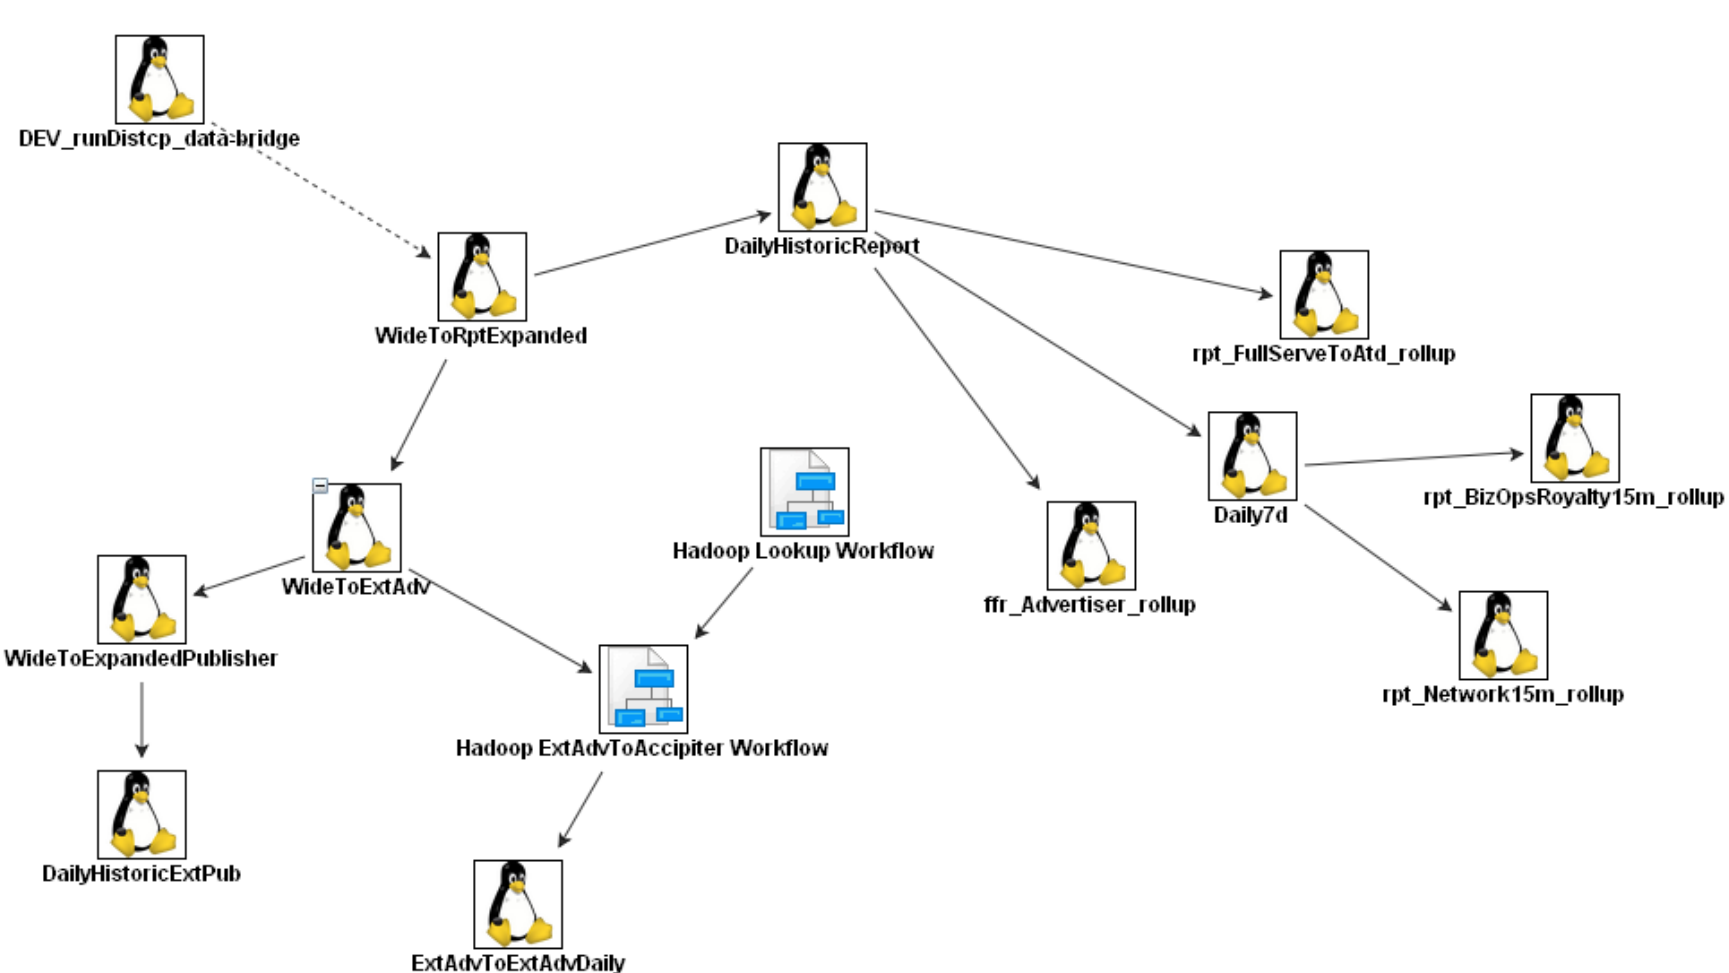 DEV_runDistcp_data-bridge
DailyHistoricReport
WideToRptExpanded
rpt_FullServeToAtd_rollup
rpt_BizOpsRoyalty15m_rollup
Daily7d
Hadoop Lookup Workflow
WideToExtAdv
ffr_Advertiser_rollup
WideToExpandedPublisher
rpt_Network15m_rollup
Hadoop ExtAdvToAccipiter Workflow
DailyHistoricExtPub
ExtAdvToExtAdvDaily